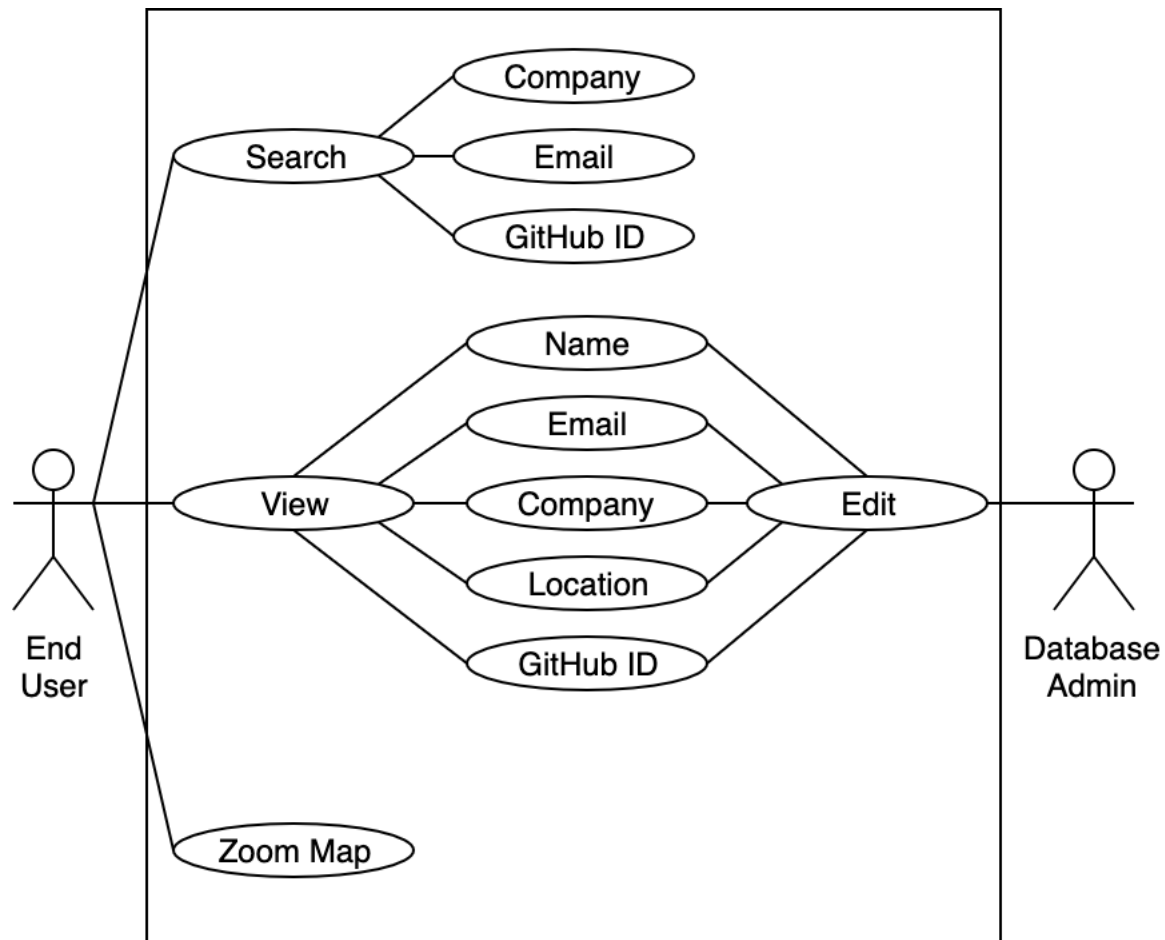 Company
Search
Email
GitHub ID
Name
Email
View
Company
Edit
Location
GitHub ID
End
User
Database
Admin
Zoom Map